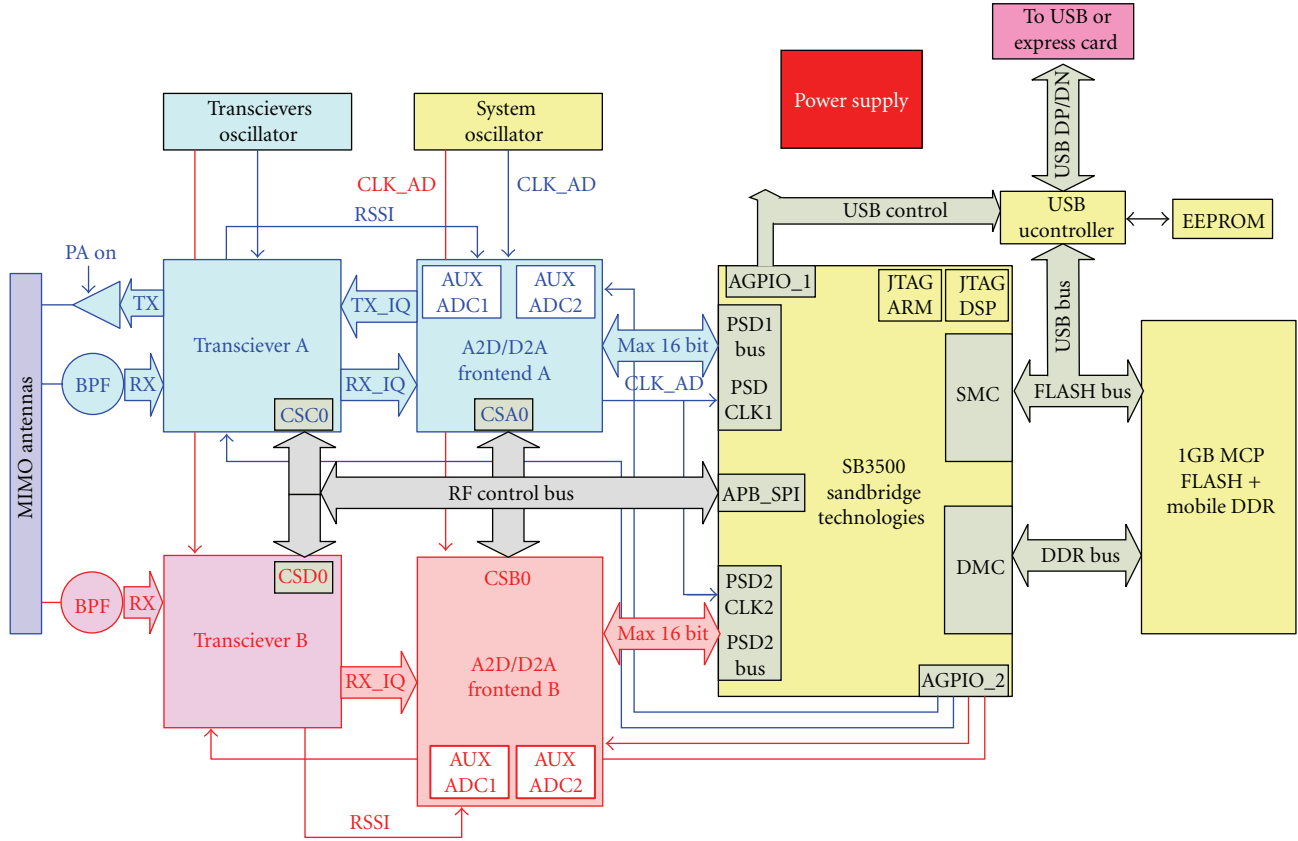 To USB or
express card
Power supply
USB DP/DN
Transcievers
oscillator
System
oscillator
CLK_AD
CLK_AD
RSSI
USB control
USB
ucontroller
EEPROM
PA on
TX
Transciever A
TX_IQ
AUX
ADC1
AUX
ADC2
A2D/D2A
frontend A
Max 16 bit
CLK_AD
AGPIO_1
JTAG
ARM
JTAG
DSP
PSD1
bus
PSD
CLK1
USB bus
BPF
RX
RX_IQ
CSC0
CSA0
SMC
FLASH bus
MIMO antennas
RF control bus
APB_SPI
SB3500
sandbridge
technologies
1GB MCP
FLASH +
mobile DDR
CSD0
CSB0
DMC
DDR bus
BPF
RX
Transciever B
RX_IQ
A2D/D2A
frontend B
Max 16 bit
PSD2
CLK2
PSD2
bus
AGPIO_2
AUX
ADC1
AUX
ADC2
RSSI